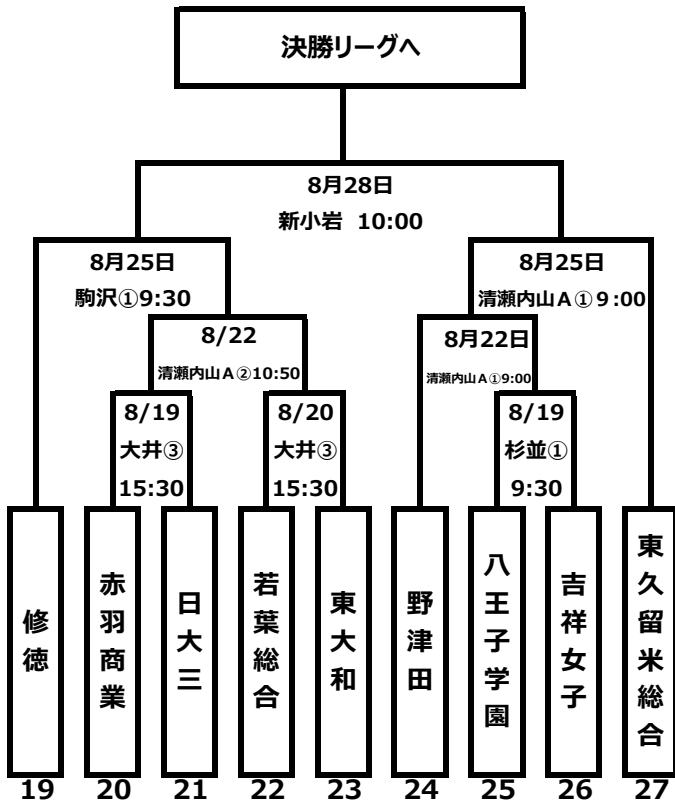 決勝リーグへ
8月28日
新小岩 10:00
8月25日
駒沢①9:30
8月25日
清瀬内山A①9:00
8/22
清瀬内山A②10:50
8月22日
清瀬内山A①9:00
8/19
大井③
15:30
8/20
大井③
15:30
8/19
杉並①
9:30
修徳
赤羽商業
日大三
若葉総合
東大和
野津田
八王子学園
吉祥女子
東久留米総合
19 20 21 22 23 24 25 26 27